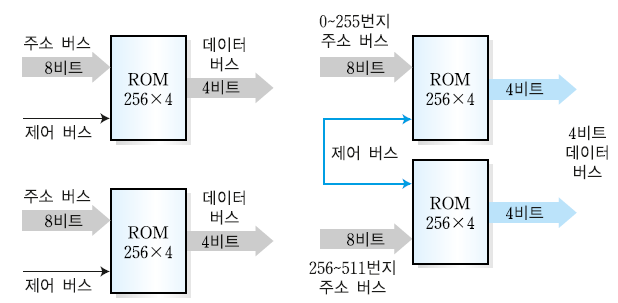 주소 버스
8비트
제어 버스
ROM
256×4
데이터
버스
4비트
주소 버스
8비트
제어 버스
ROM
256×4
데이터
버스
4비트
0~255번지
주소 버스
8비트
ROM
256×4
4비트
제어 버스
4비트
데이터
버스
ROM
256×4
4비트
8비트
256~511번지
주소 버스